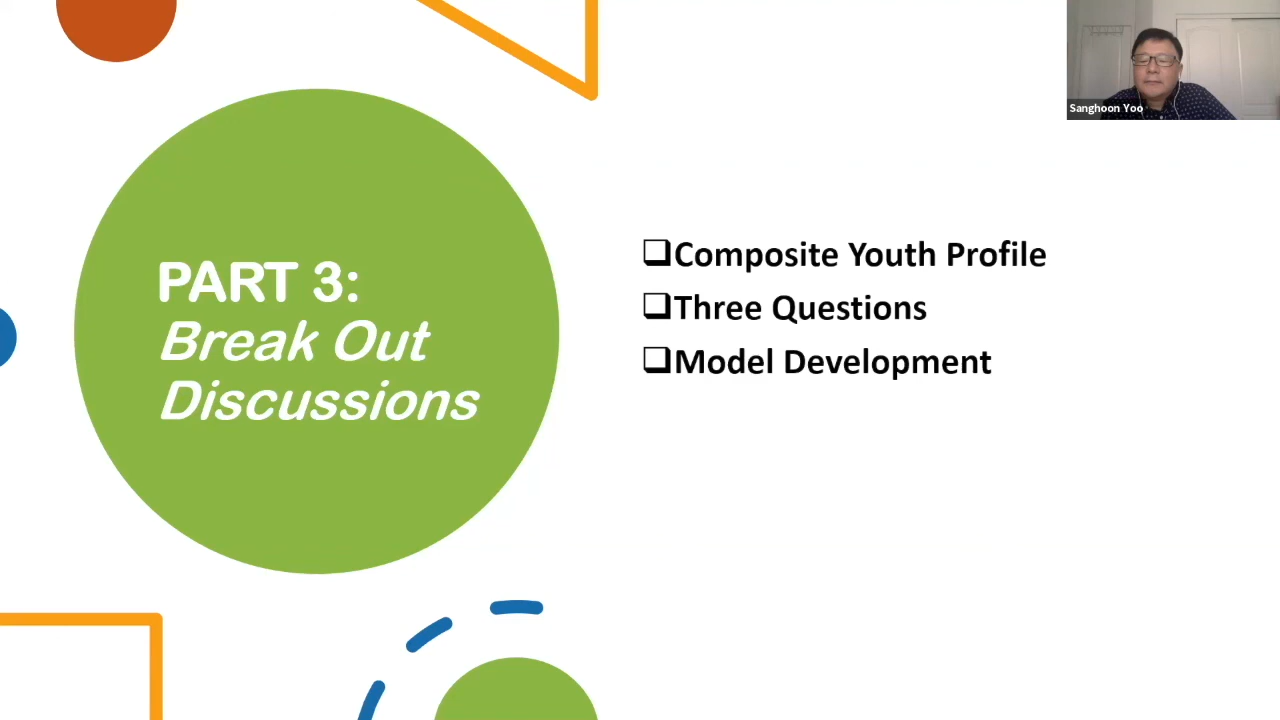 PART 3:
Break Out
Discussions
❑Composite Youth Profile
❑Three Questions
❑Model Development
Sanghoon Yoo